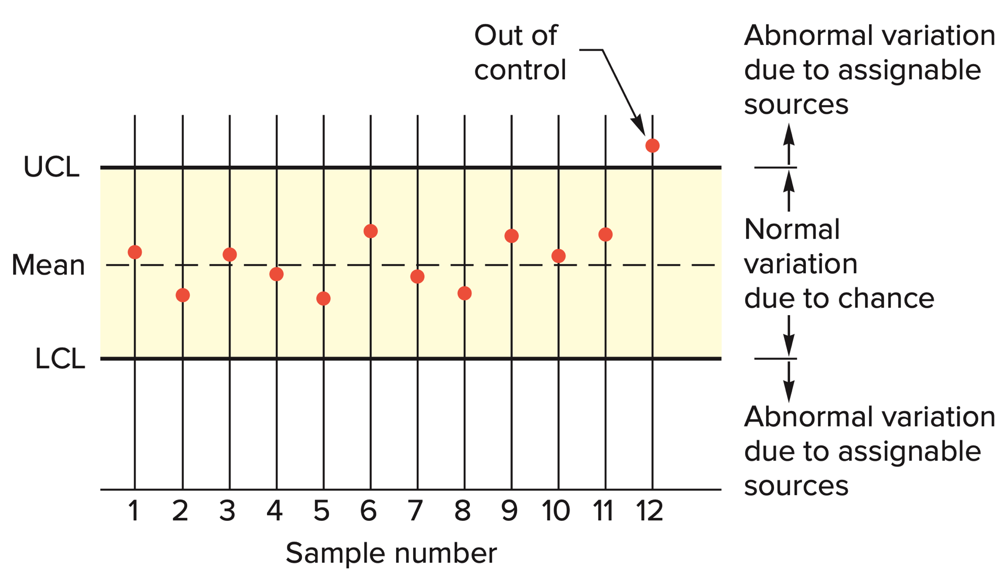 Out of
control
Abnormal variation
due to assignable
sources
UCL
Normal
variation
due to chance
Mean
LCL
Abnormal variation
due to assignable
sources
1 2 3 4 5 6 7 8 9 10 11 12
Sample number